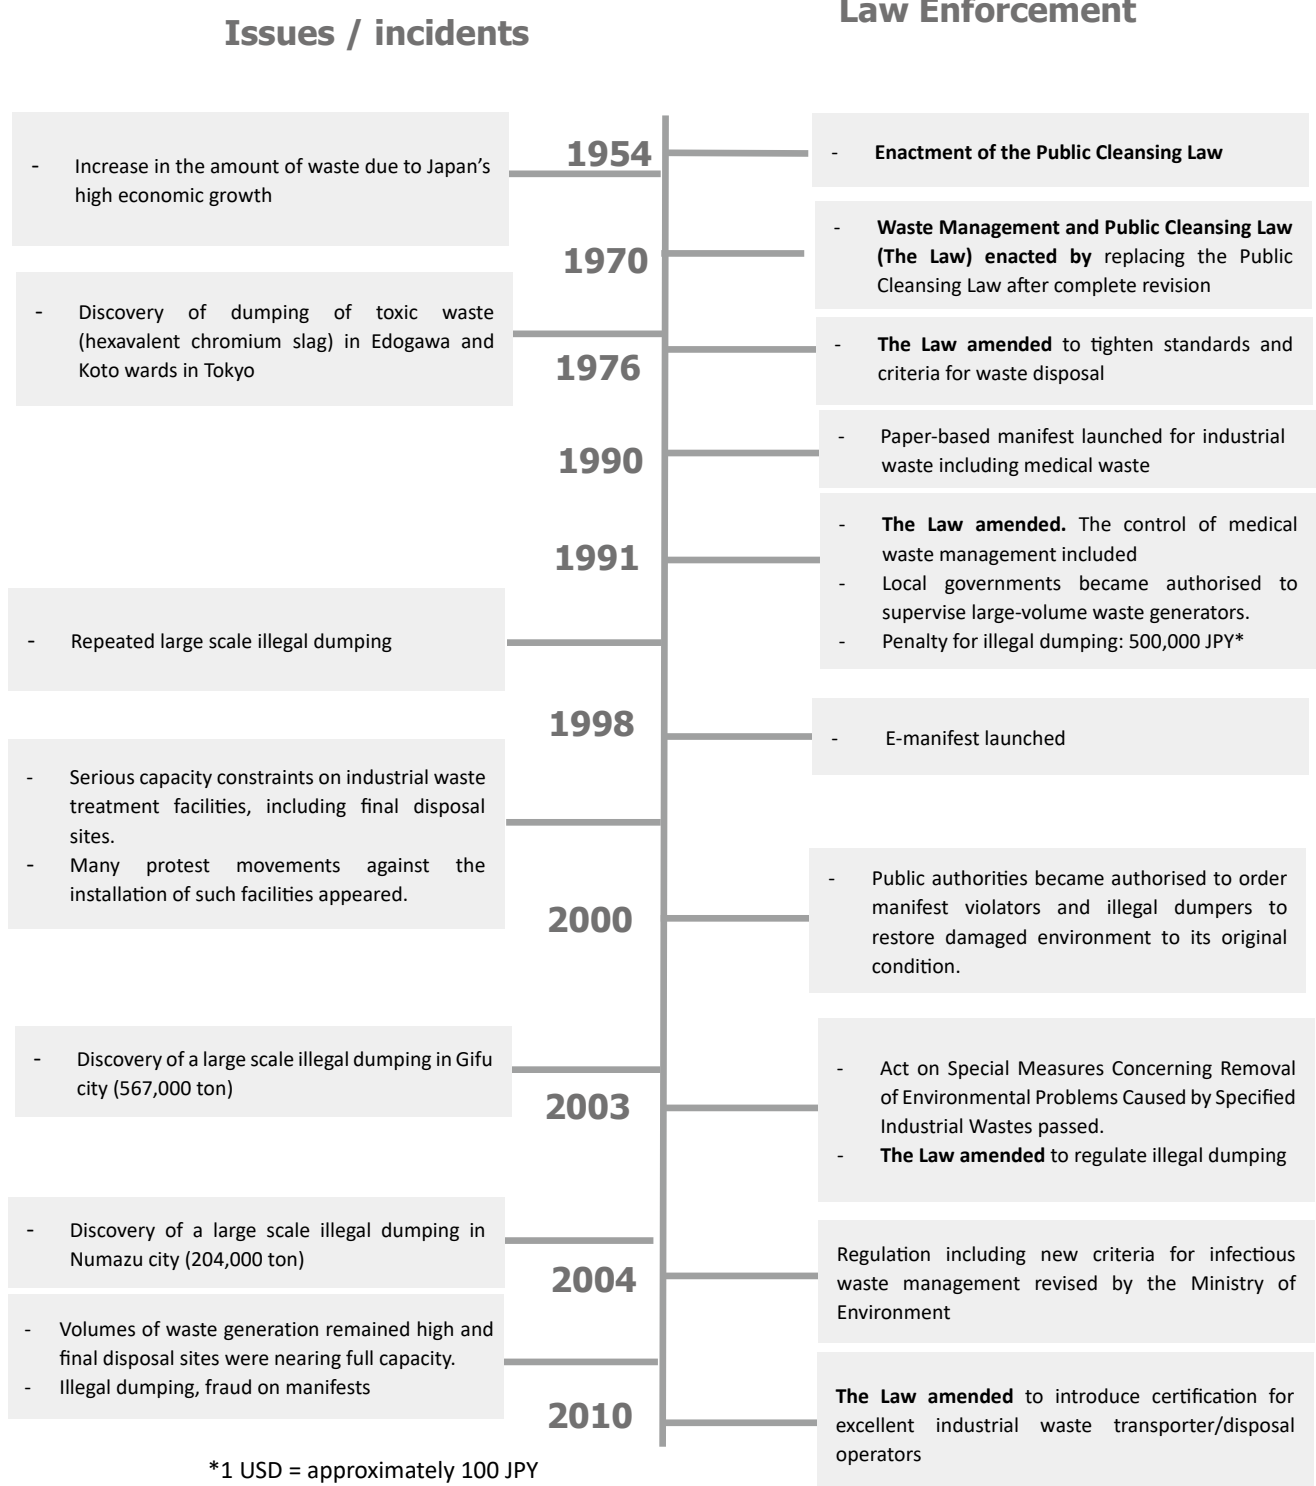 Law Enforcement
Issues / incidents
1954
- Increase in the amount of waste due to Japan’s
high economic growth
- Enactment of the Public Cleansing Law
1970
- Waste Management and Public Cleansing Law
(The Law) enacted by replacing the Public
Cleansing Law after complete revision
- Discovery of dumping of toxic waste
(hexavalent chromium slag) in Edogawa and
Koto wards in Tokyo
1976
- The Law amended to tighten standards and
criteria for waste disposal
1990
- Paper-based manifest launched for industrial
waste including medical waste
1991
- The Law amended. The control of medical
waste management included
- Local governments became authorised to
supervise large-volume waste generators.
- Penalty for illegal dumping: 500,000 JPY*
- Repeated large scale illegal dumping
1998
- E-manifest launched
- Serious capacity constraints on industrial waste
treatment facilities, including final disposal
sites.
- Many protest movements against the
installation of such facilities appeared.
2000
- Public authorities became authorised to order
manifest violators and illegal dumpers to
restore damaged environment to its original
condition.
- Discovery of a large scale illegal dumping in Gifu
city (567,000 ton)
2003
- Act on Special Measures Concerning Removal
of Environmental Problems Caused by Specified
Industrial Wastes passed.
- The Law amended to regulate illegal dumping
- Discovery of a large scale illegal dumping in
Numazu city (204,000 ton)
2004
Regulation including new criteria for infectious
waste management revised by the Ministry of
Environment
- Volumes of waste generation remained high and
final disposal sites were nearing full capacity.
- Illegal dumping, fraud on manifests
2010
The Law amended to introduce certification for
excellent industrial waste transporter/disposal
operators
*1 USD = approximately 100 JPY